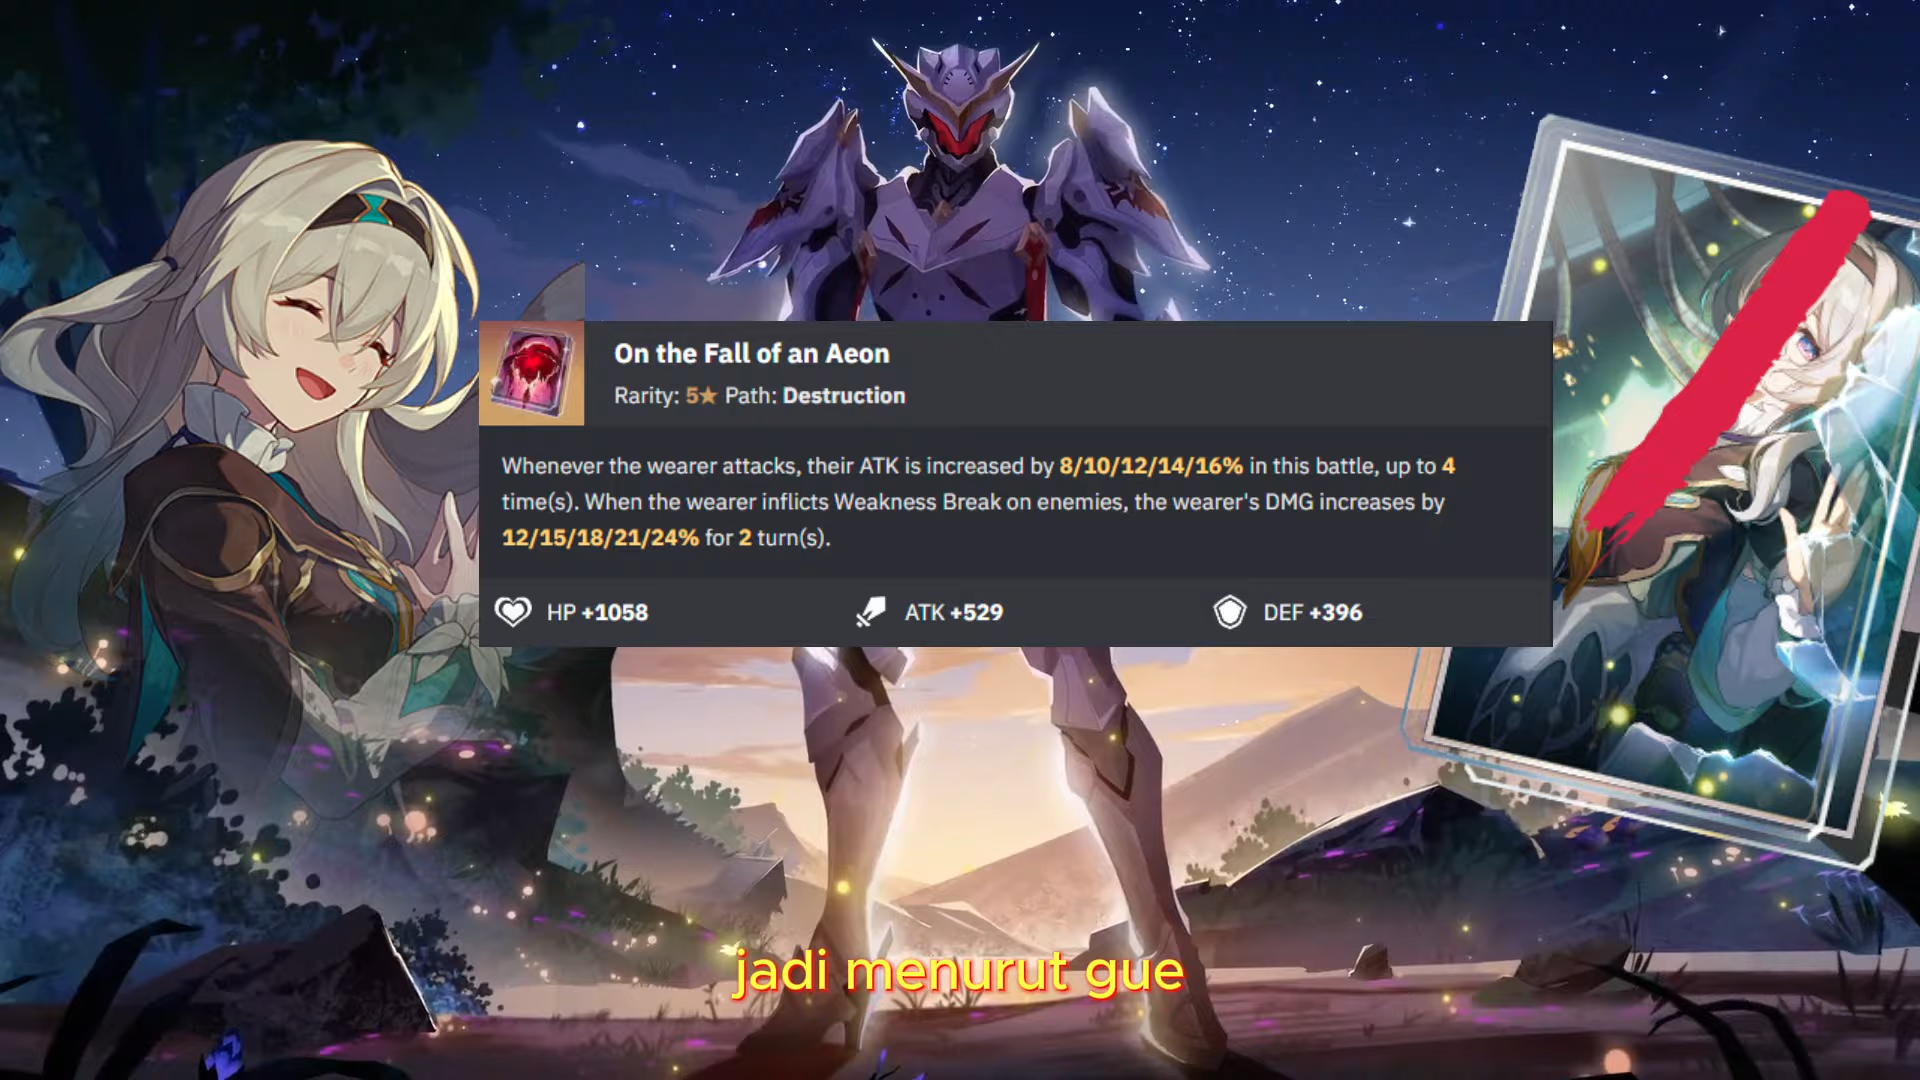 On the Fall of an Aeon
Rarity: 5★ Path: Destruction
Whenever the wearer attacks, their ATK is increased by 8/10/12/14/16% in this battle, up to 4
time(s). When the wearer inflicts Weakness Break on enemies, the wearer's DMG increases by
12/15/18/21/24% for 2 turn(s).
HP +1058 ATK +529 DEF +396
jadi menurut gue